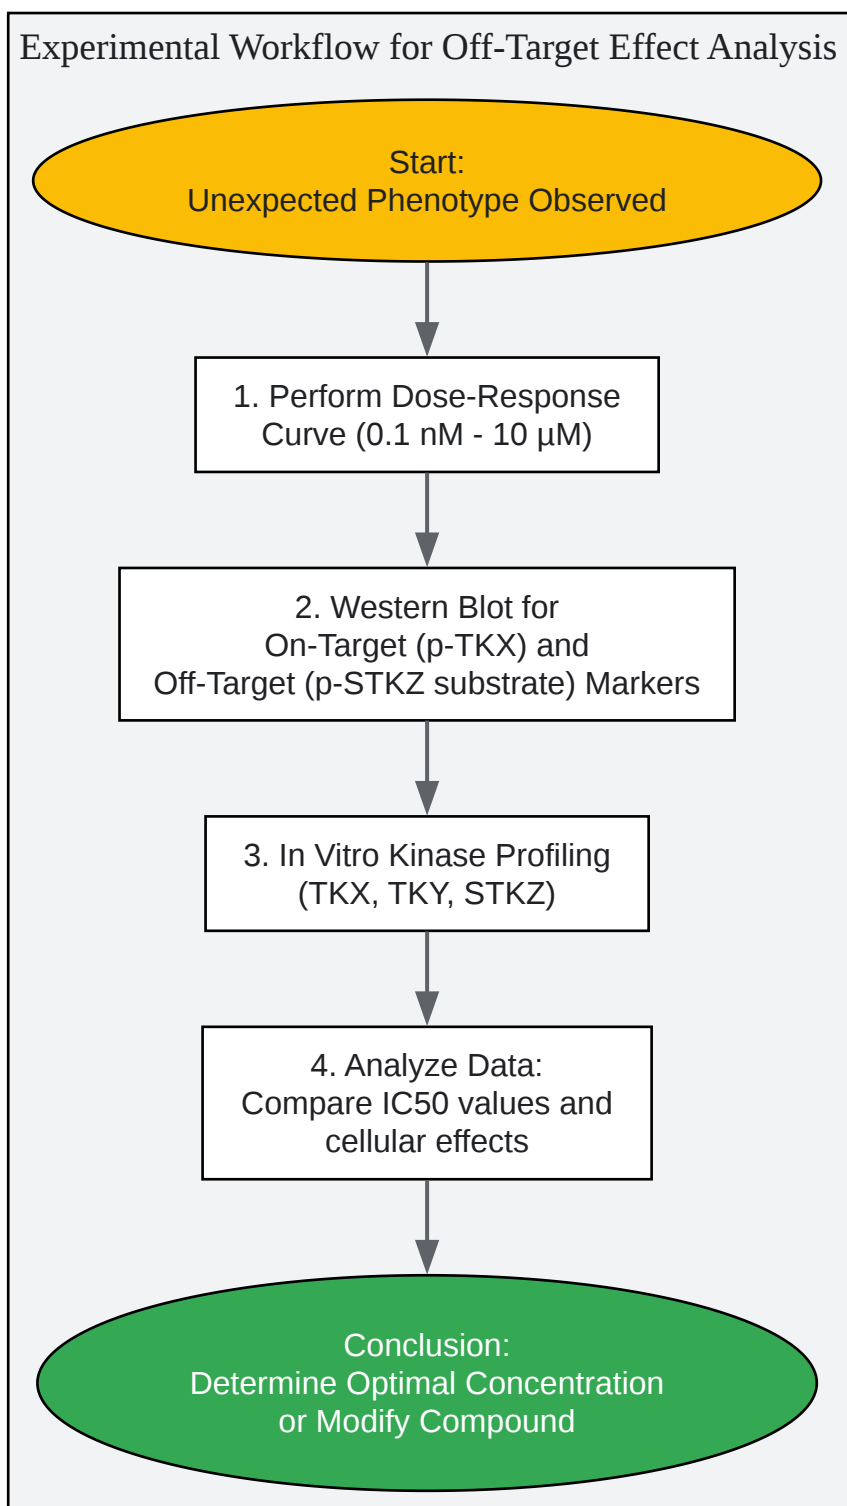 Experimental Workflow for Off-Target Effect Analysis
Start:
Unexpected Phenotype Observed
1. Perform Dose-Response
Curve (0.1 nM - 10 µM)
2. Western Blot for
On-Target (p-TKX) and
Off-Target (p-STKZ substrate) Markers
3. In Vitro Kinase Profiling
(TKX, TKY, STKZ)
4. Analyze Data:
Compare IC50 values and
cellular effects
Conclusion:
Determine Optimal Concentration
or Modify Compound